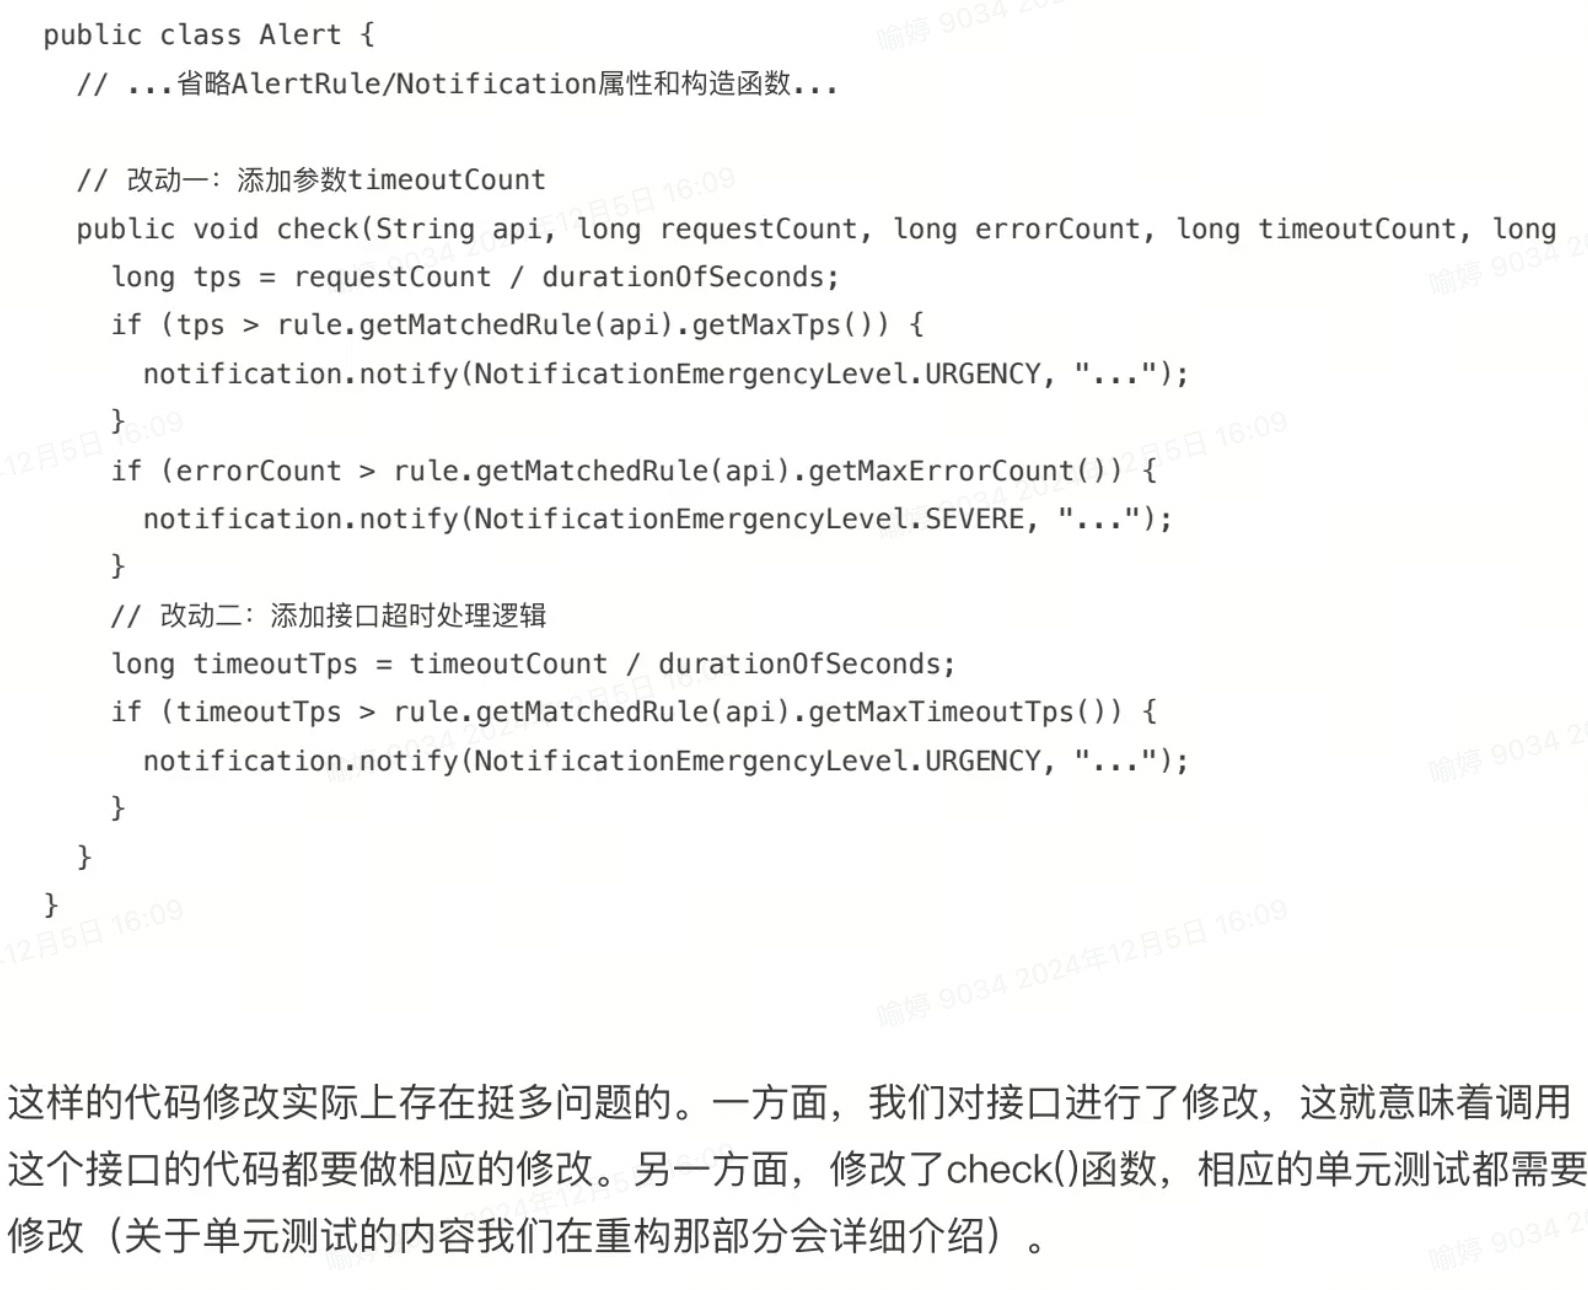 public class Alert {
// ...省略AlertRule/Notification属性和构造函数...
// 改动一：添加参数timeoutCount
public void check(String api, long requestCount, long errorCount, long timeoutCount, long
long tps = requestCount / durationOfSeconds;
if (tps > rule.getMatchedRule(api).getMaxTps()) {
notification.notify(NotificationEmergencyLevel.URGENCY, "...");
}
if (errorCount > rule.getMatchedRule(api).getMaxErrorCount()) {
notification.notify(NotificationEmergencyLevel.SEVERE, "...");
}
// 改动二：添加接口超时处理逻辑
long timeoutTps = timeoutCount / durationOfSeconds;
if (timeoutTps > rule.getMatchedRule(api).getMaxTimeoutTps()) {
notification.notify(NotificationEmergencyLevel.URGENCY, "...");
}
}
}
喻婷 9034 2024年12月5日 16:09
这样的代码修改实际上存在挺多问题的。一方面，我们对接口进行了修改，这就意味着调用
这个接口的代码都要做相应的修改。另一方面，修改了check()函数，相应的单元测试都需要
修改（关于单元测试的内容我们在重构那部分会详细介绍）。